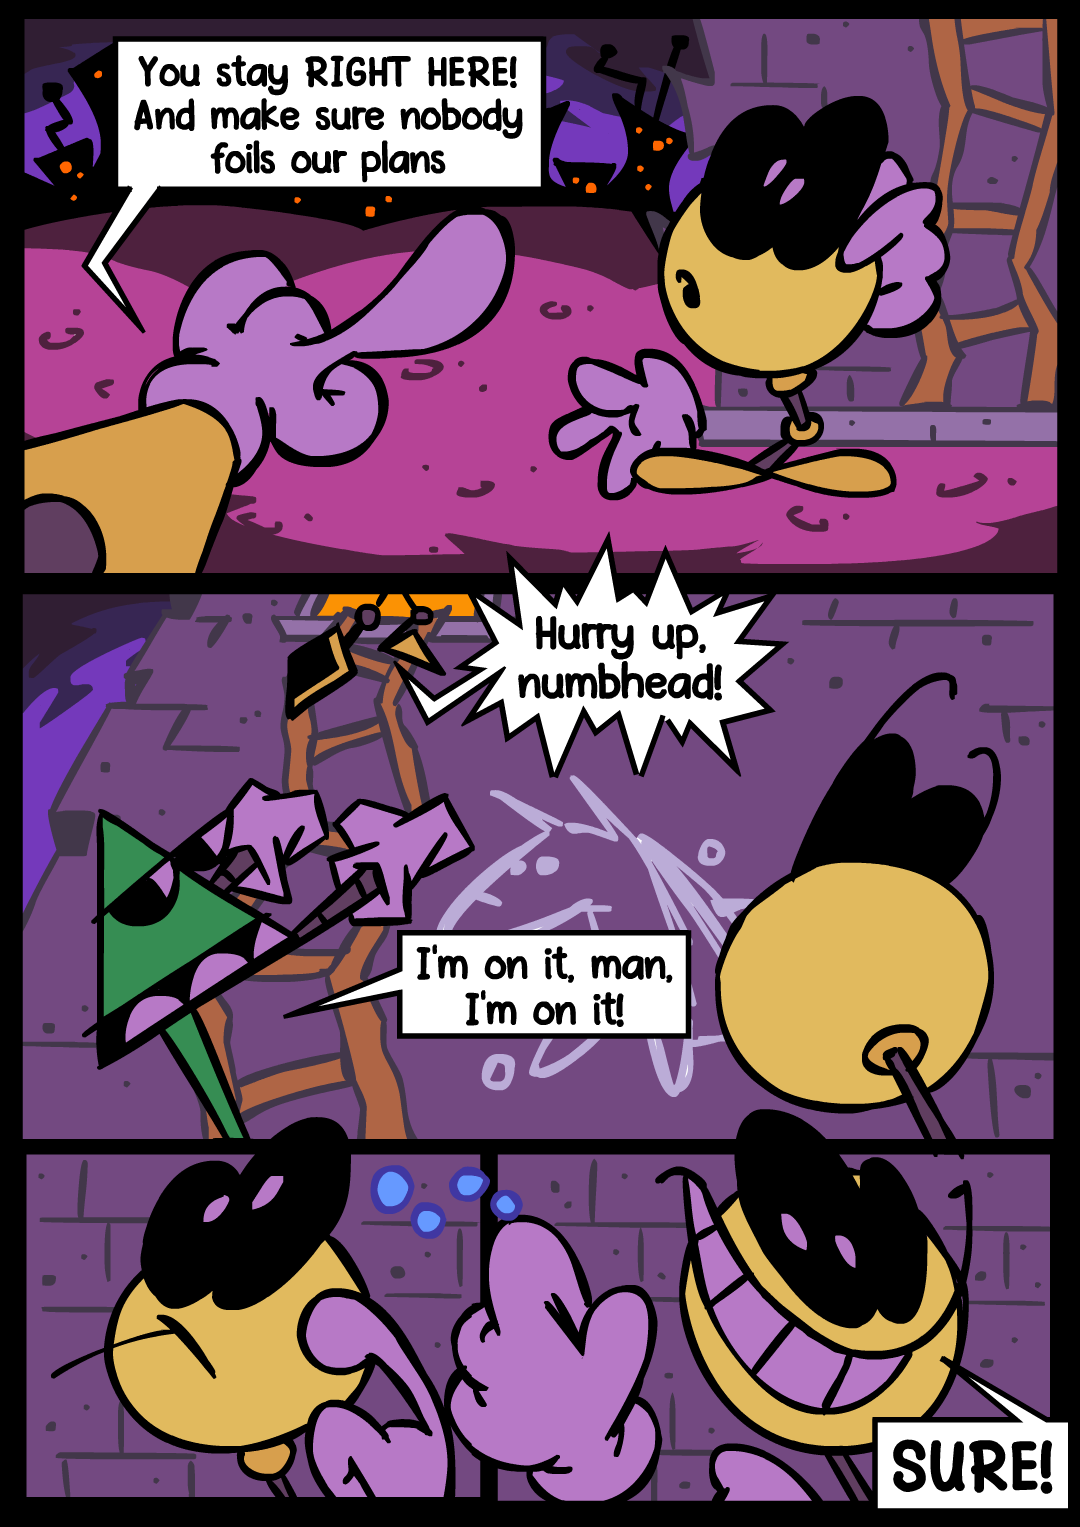 You stay RIGHT HERE!
And make sure nobody
foils our plans
Hurry up,
numbhead!
I'm on it, man,
I'm on it!
SURE!